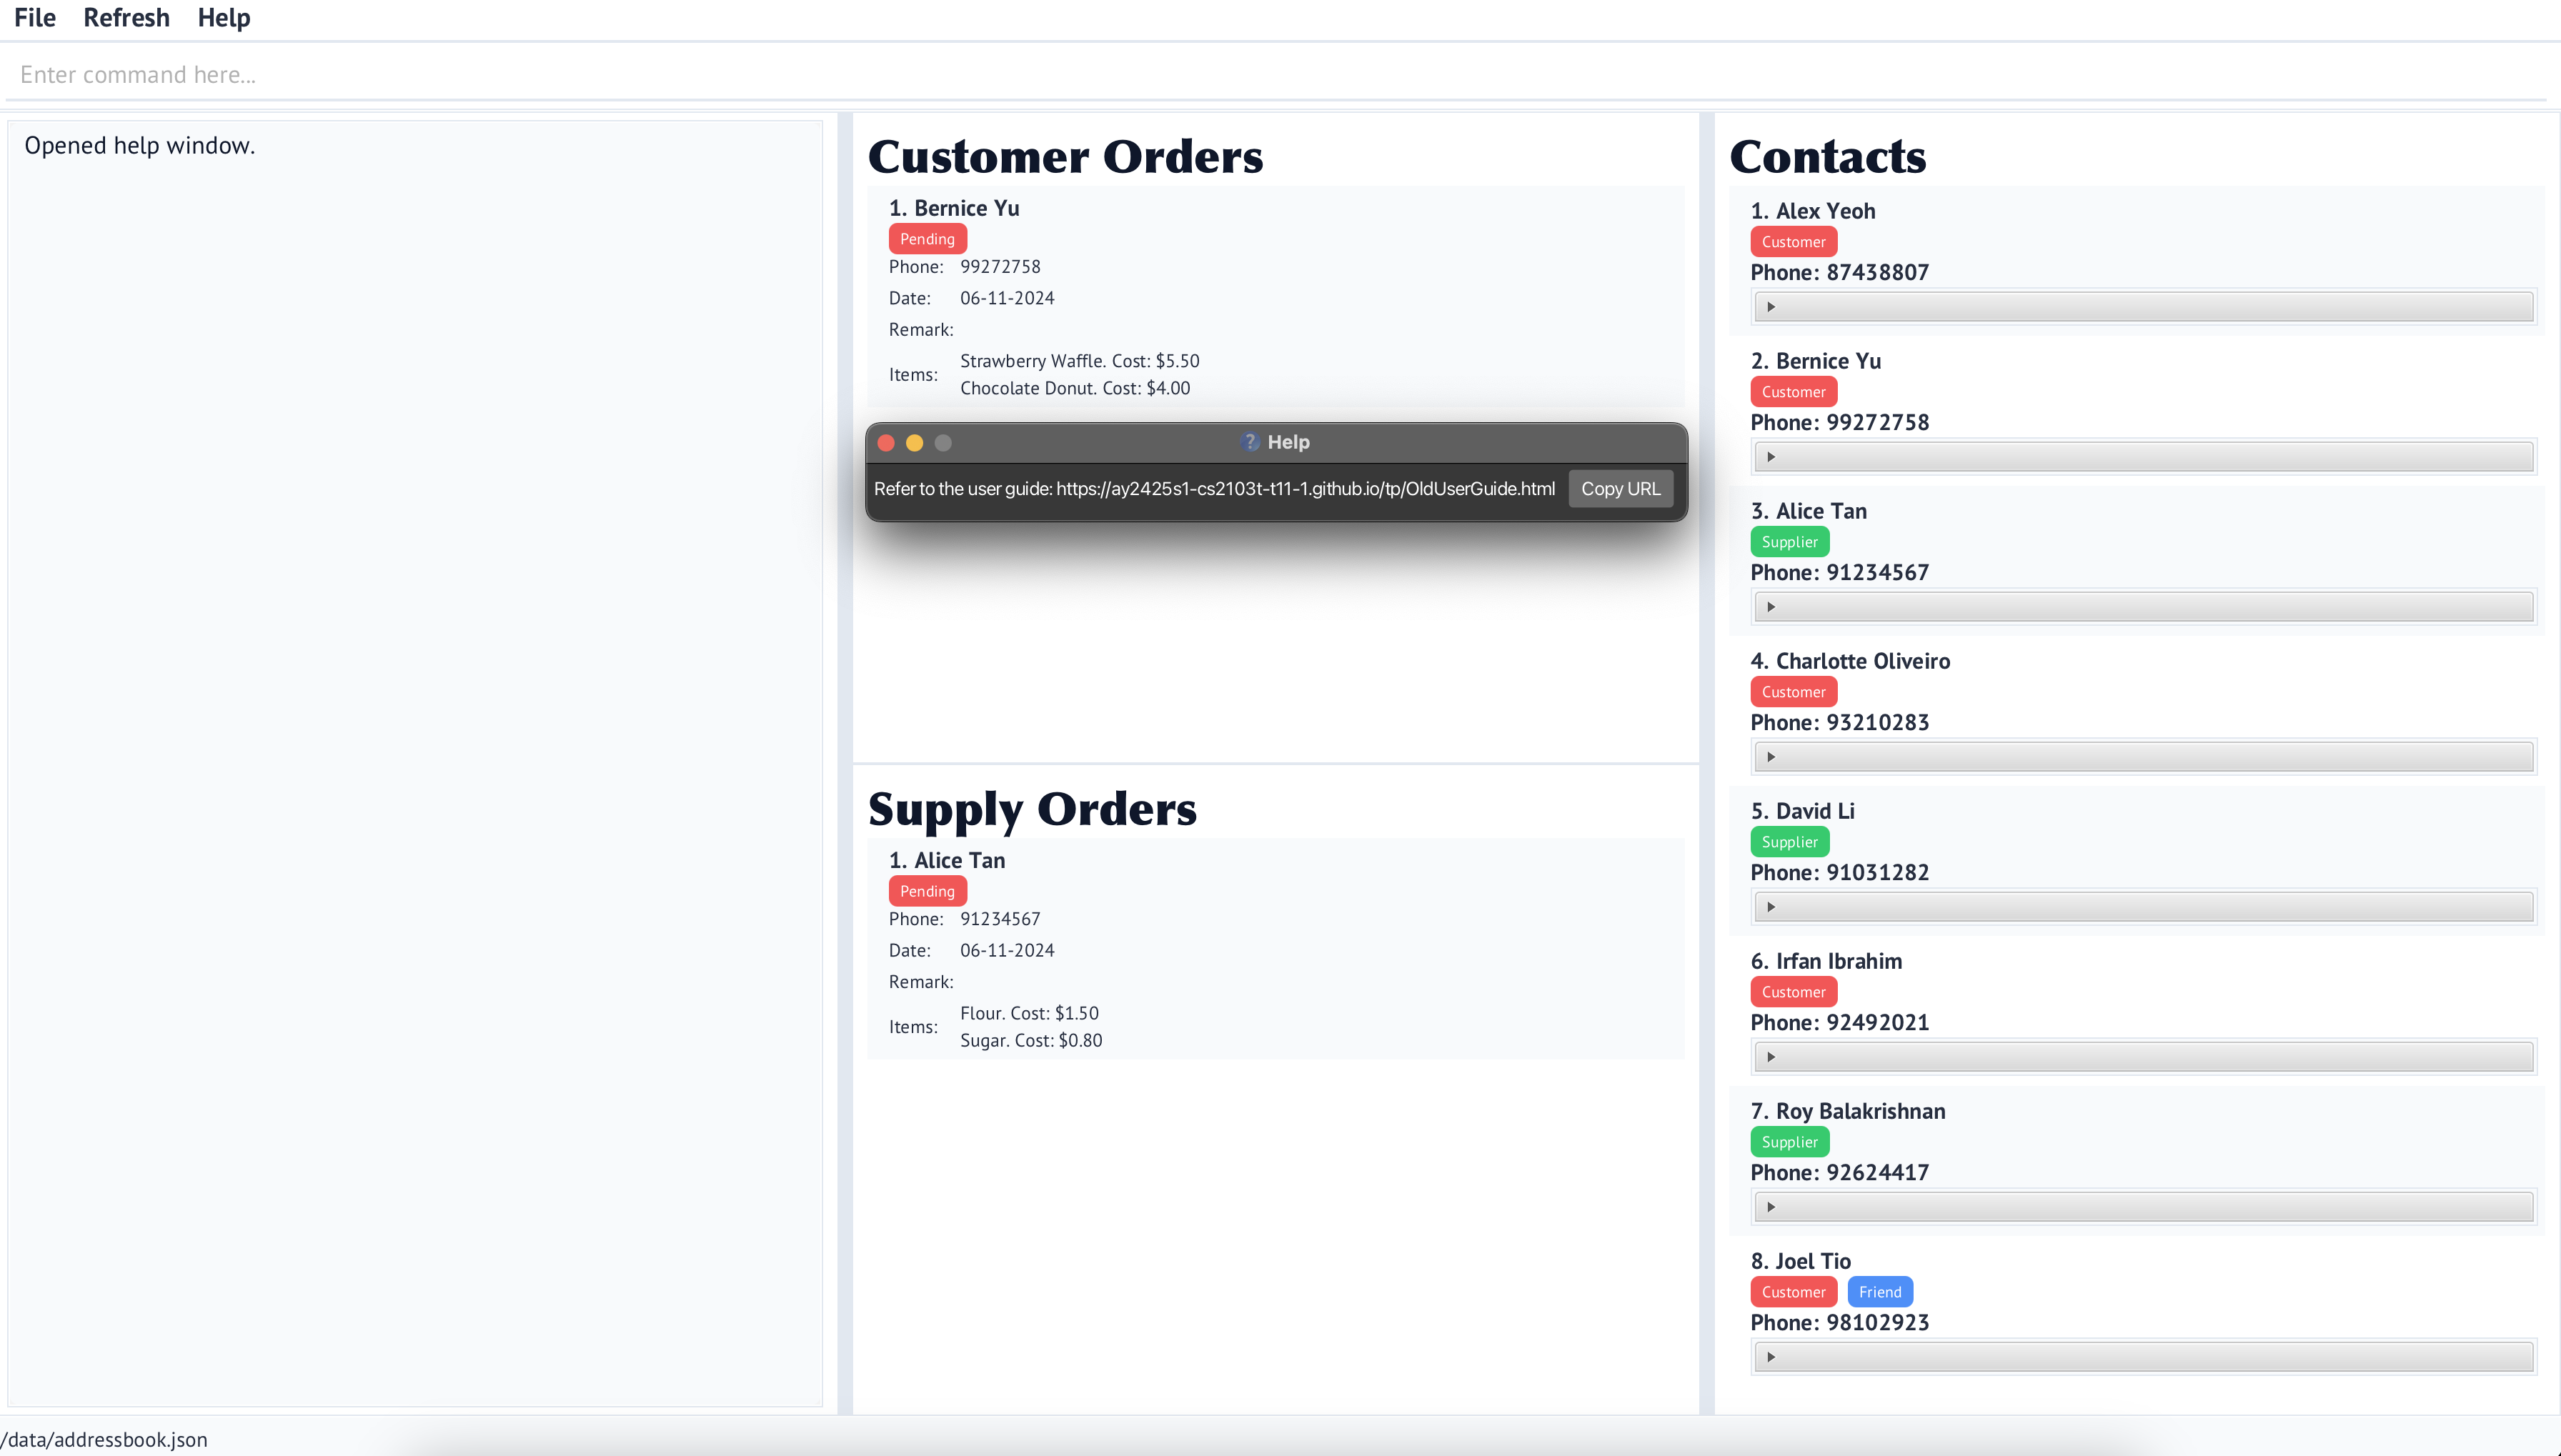 File Refresh Help
Enter command here...
Opened help window.
Customer Orders
1. Bernice Yu
Pending
Phone: 99272758
Date: 06-11-2024
Remark:
Items: Strawberry Waffle. Cost: $5.50
Chocolate Donut. Cost: $4.00
Help
Refer to the user guide: https://ay2425s1-cs2103t-t11-1.github.io/tp/OldUserGuide.html Copy URL
Supply Orders
1. Alice Tan
Pending
Phone: 91234567
Date: 06-11-2024
Remark:
Items: Flour. Cost: $1.50
Sugar. Cost: $0.80
Contacts
1. Alex Yeoh
Customer
Phone: 87438807
2. Bernice Yu
Customer
Phone: 99272758
3. Alice Tan
Supplier
Phone: 91234567
4. Charlotte Oliveiro
Customer
Phone: 93210283
5. David Li
Supplier
Phone: 91031282
6. Irfan Ibrahim
Customer
Phone: 92492021
7. Roy Balakrishnan
Supplier
Phone: 92624417
8. Joel Tio
Customer Friend
Phone: 98102923
/data/addressbook.json